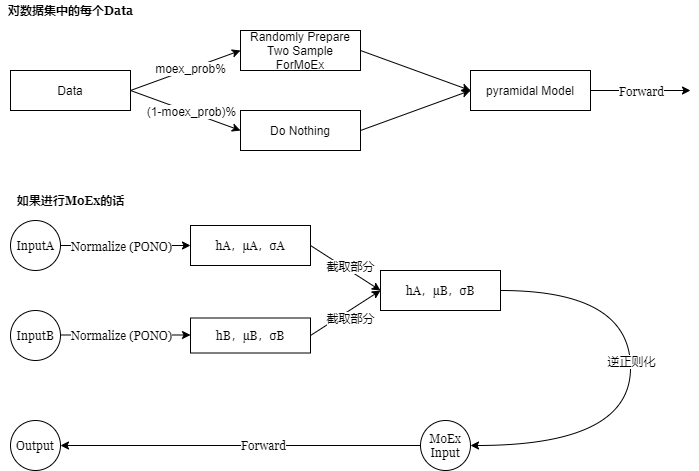 对数据集中的每个Data
Randomly Prepare
Two Sample
ForMoEx
moex_prob%
Data
pyramidal Model
Forward
(1-moex_prob)%
Do Nothing
如果进行MoEx的话
InputA
Normalize (PONO)
hA，μA，σA
截取部分
hA，μB，σB
截取部分
InputB
Normalize (PONO)
hB，μB，σB
逆正则化
Output
Forward
MoEx
Input